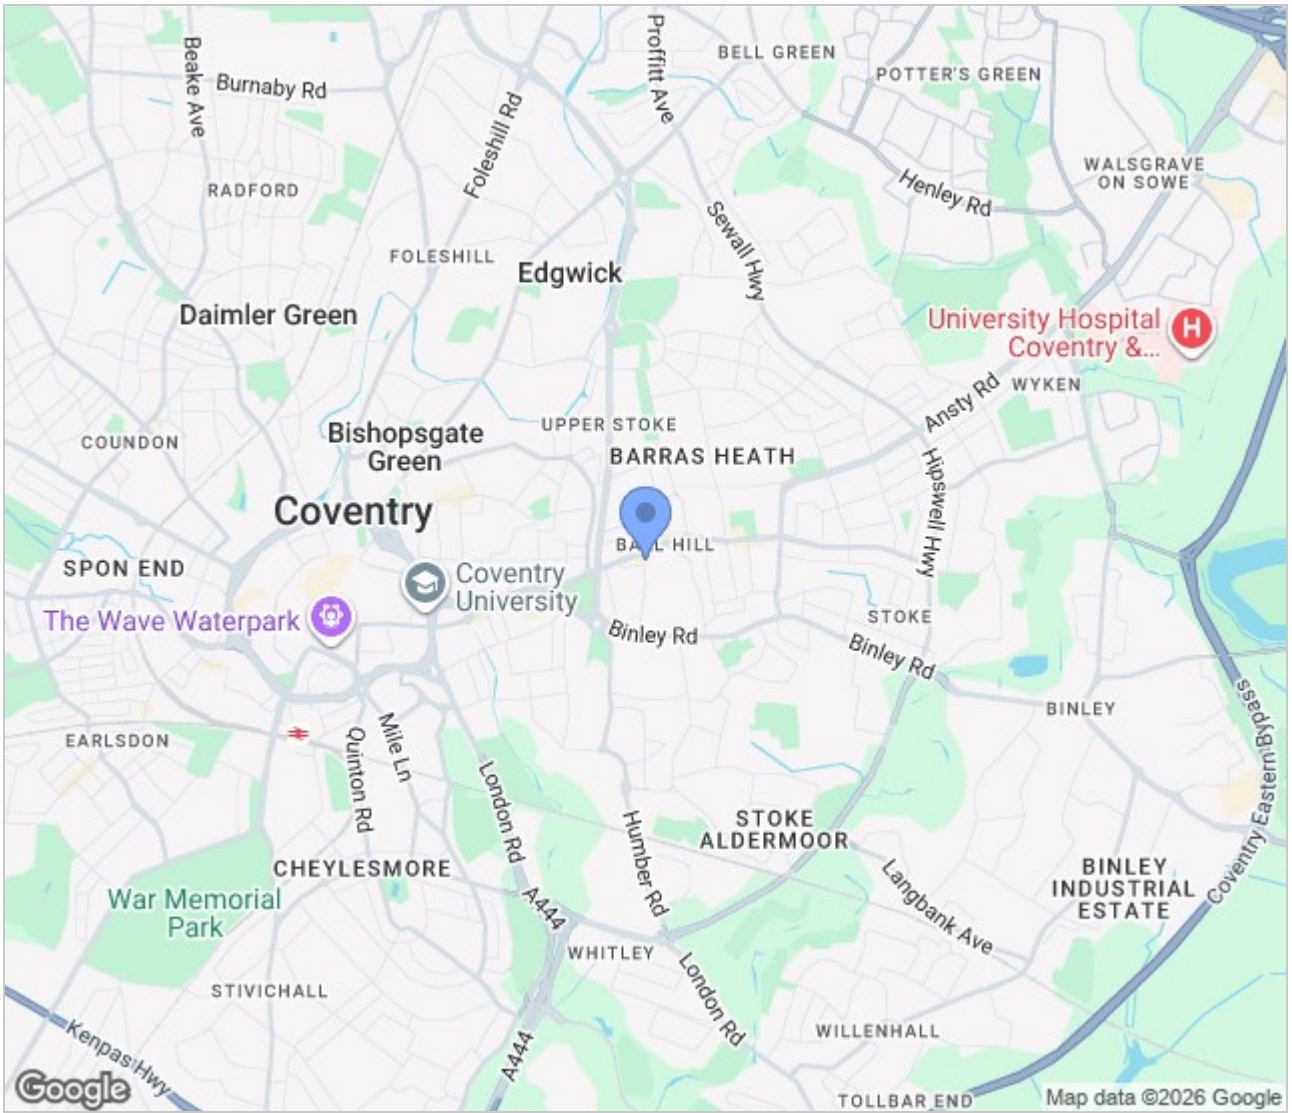 BELL GREEN
POTTER'S GREEN
Proffitt Ave
Beake Ave
Burnaby Rd
Foleshill Rd
WALSGRAVE
ON SOWE
Henley Rd
RADFORD
Sewall Hwy
FOLESHILL
Edgwick
Daimler Green
University Hospital
Coventry &...
H
WYKEN
Ansty Rd
UPPER STOKE
Bishopsgate
Green
COUNDON
BARRAS HEATH
Hipswell Hwy
Coventry
BALL HILL
SPON END
Coventry
University
The Wave Waterpark
STOKE
Binley Rd
Binley Rd
BINLEY
Coventry Eastern Bypass
EARLSDON
Mile Ln
Quinton Rd
London Rd
STOKE
ALDERMOOR
Humber Rd
CHEYLESMORE
BINLEY
INDUSTRIAL
ESTATE
Langbank Ave
War Memorial
Park
A444
WHITLEY
London Rd
STIVICHALL
WILLENHALL
Kenpas Hwy
A444
TOLLBAR END
Google
Map data ©2026 Google